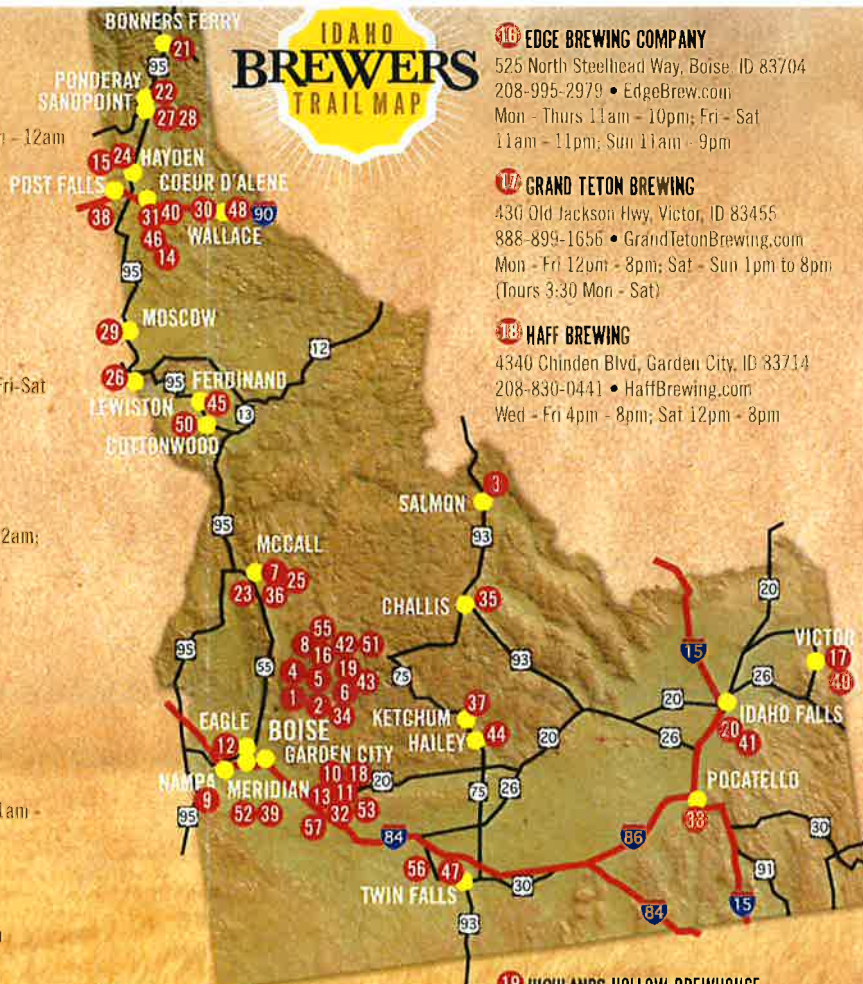 IDAHO
BREWERS
TRAIL MAP
16 EDGE BREWING COMPANY
525 North Steelhead Way, Boise, ID 83704
208-995-2979 • EdgeBrew.com
Mon - Thurs 11am - 10pm; Fri - Sat
11am - 11pm; Sun 11am - 9pm
17 GRAND TETON BREWING
430 Old Jackson Hwy, Victor, ID 83455
888-899-1656 • GrandTetonBrewing.com
Mon - Fri 12pm - 8pm; Sat - Sun 1pm to 8pm
(Tours 3:30 Mon - Sat)
18 HAFF BREWING
4340 Chinden Blvd, Garden City, ID 83714
208-830-0441 • HaffBrewing.com
Wed - Fri 4pm - 8pm; Sat 12pm - 8pm
- 12am
Fri-Sat
2am;
1am -
BONNERS FERRY
21
95
PONDERAY
22
SANDPOINT
27 28
15 24 HAYDEN
POST FALLS
COEUR D'ALENE
38
31 40 30 48 90
46 WALLACE
14
95
29 MOSCOW
12
26 95 FERDINAND
LEWISTON 45
13
50
COTTONWOOD
SALMON 3
95
93
MCCALL
7 25
23 36
CHALLIS 35
20
55
8 42 51
16
95
55
4 5 19
43
1 6
2
34
75
93
15
VICTOR
17
26
49
KETCHUM 37
HAILEY 44
20
IDAHO FALLS
20
41
26
20
EAGLE
12
BOISE
GARDEN CITY
NAMPA
MERIDIAN
9
95
52 39
10 18
13 11
32 53
57
20
75
26
POCATELLO
33
84
86
30
91
56 47
TWIN FALLS
30
84
15
93
19 HIGHLANDS HOLLOW BREWHOUSE